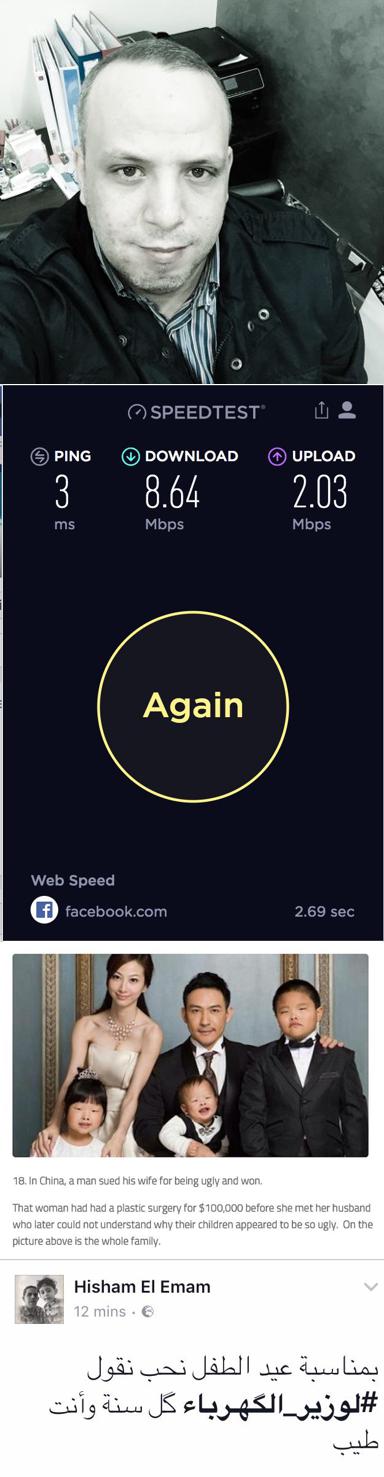 SPEEDTEST®
PING DOWNLOAD UPLOAD
3 8.64 2.03
ms Mbps Mbps
Again
Web Speed
facebook.com 2.69 sec
18. In China, a man sued his wife for being ugly and won.
That woman had had a plastic surgery for $100,000 before she met her husband
who later could not understand why their children appeared to be so ugly. On the
picture above is the whole family.
Hisham El Emam
12 mins ·
بمناسبة عيد الطفل نحب نقول
#لوزير_الكهرباء كل سنة وأنت
طيب